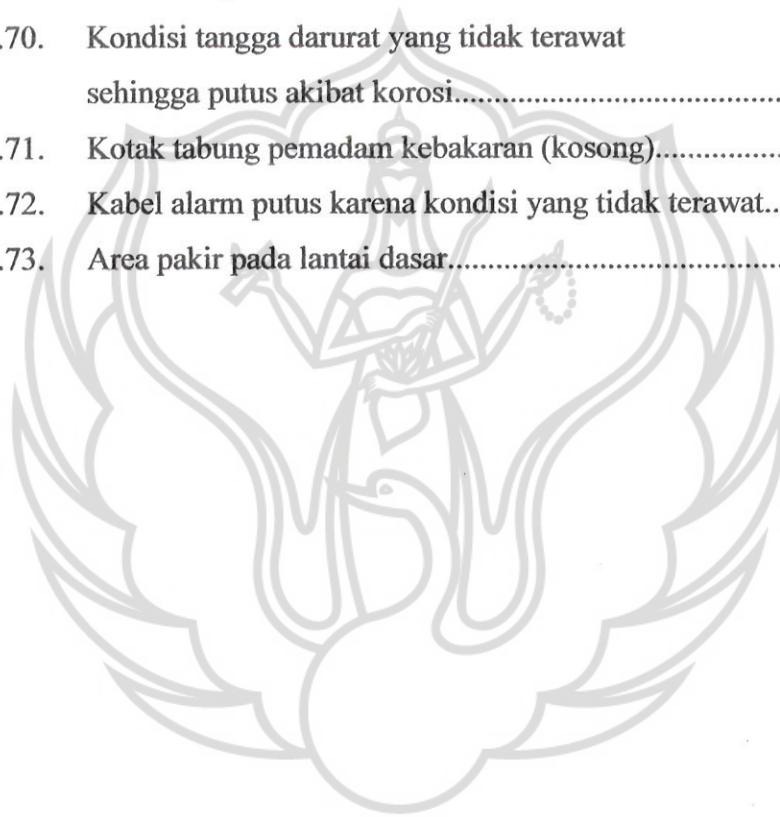 .70. Kondisi tangga darurat yang tidak terawat
sehingga putus akibat korosi.........................................
.71. Kotak tabung pemadam kebakaran (kosong)................
.72. Kabel alarm putus karena kondisi yang tidak terawat..
.73. Area pakir pada lantai dasar..........................................